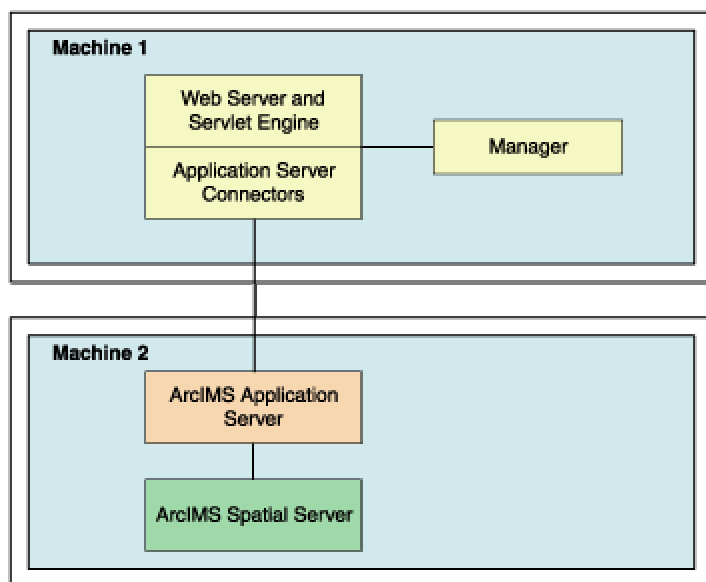 Machine 1
Web Server and
Servlet Engine
Manager
Application Server
Connectors
Machine 2
ArcIMS Application
Server
ArcIMS Spatial Server